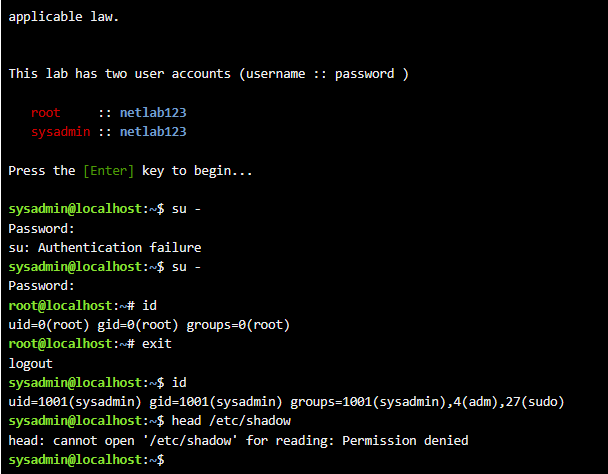 applicable law.
This lab has two user accounts (username :: password )
root     :: netlab123
sysadmin :: netlab123
Press the [Enter] key to begin...
sysadmin@localhost:~$ su -
Password:
su: Authentication failure
sysadmin@localhost:~$ su -
Password:
root@localhost:~# id
uid=0(root) gid=0(root) groups=0(root)
root@localhost:~# exit
logout
sysadmin@localhost:~$ id
uid=1001(sysadmin) gid=1001(sysadmin) groups=1001(sysadmin),4(adm),27(sudo)
sysadmin@localhost:~$ head /etc/shadow
head: cannot open '/etc/shadow' for reading: Permission denied
sysadmin@localhost:~$